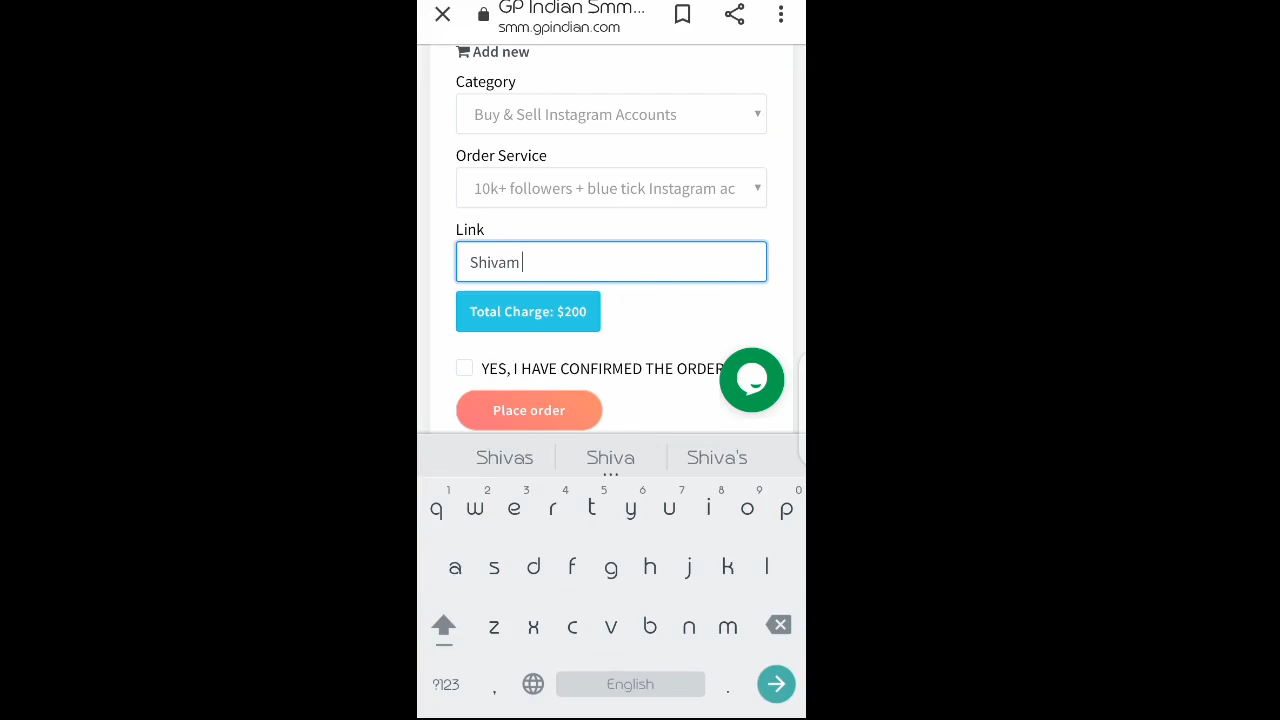 GP Indian Smm...
smm.gpindian.com
Add new
Category
Buy & Sell Instagram Accounts
Order Service
10k+ followers + blue tick Instagram ac
Link
Shivam
Total Charge: $200
YES, I HAVE CONFIRMED THE ORDER
Place order
Shivas Shiva Shiva's
...
1 2 3 4 5 6 7 8 9 0
q w e r t y u i o p
a s d f g h j k l
z x c v b n m
?123 , English .